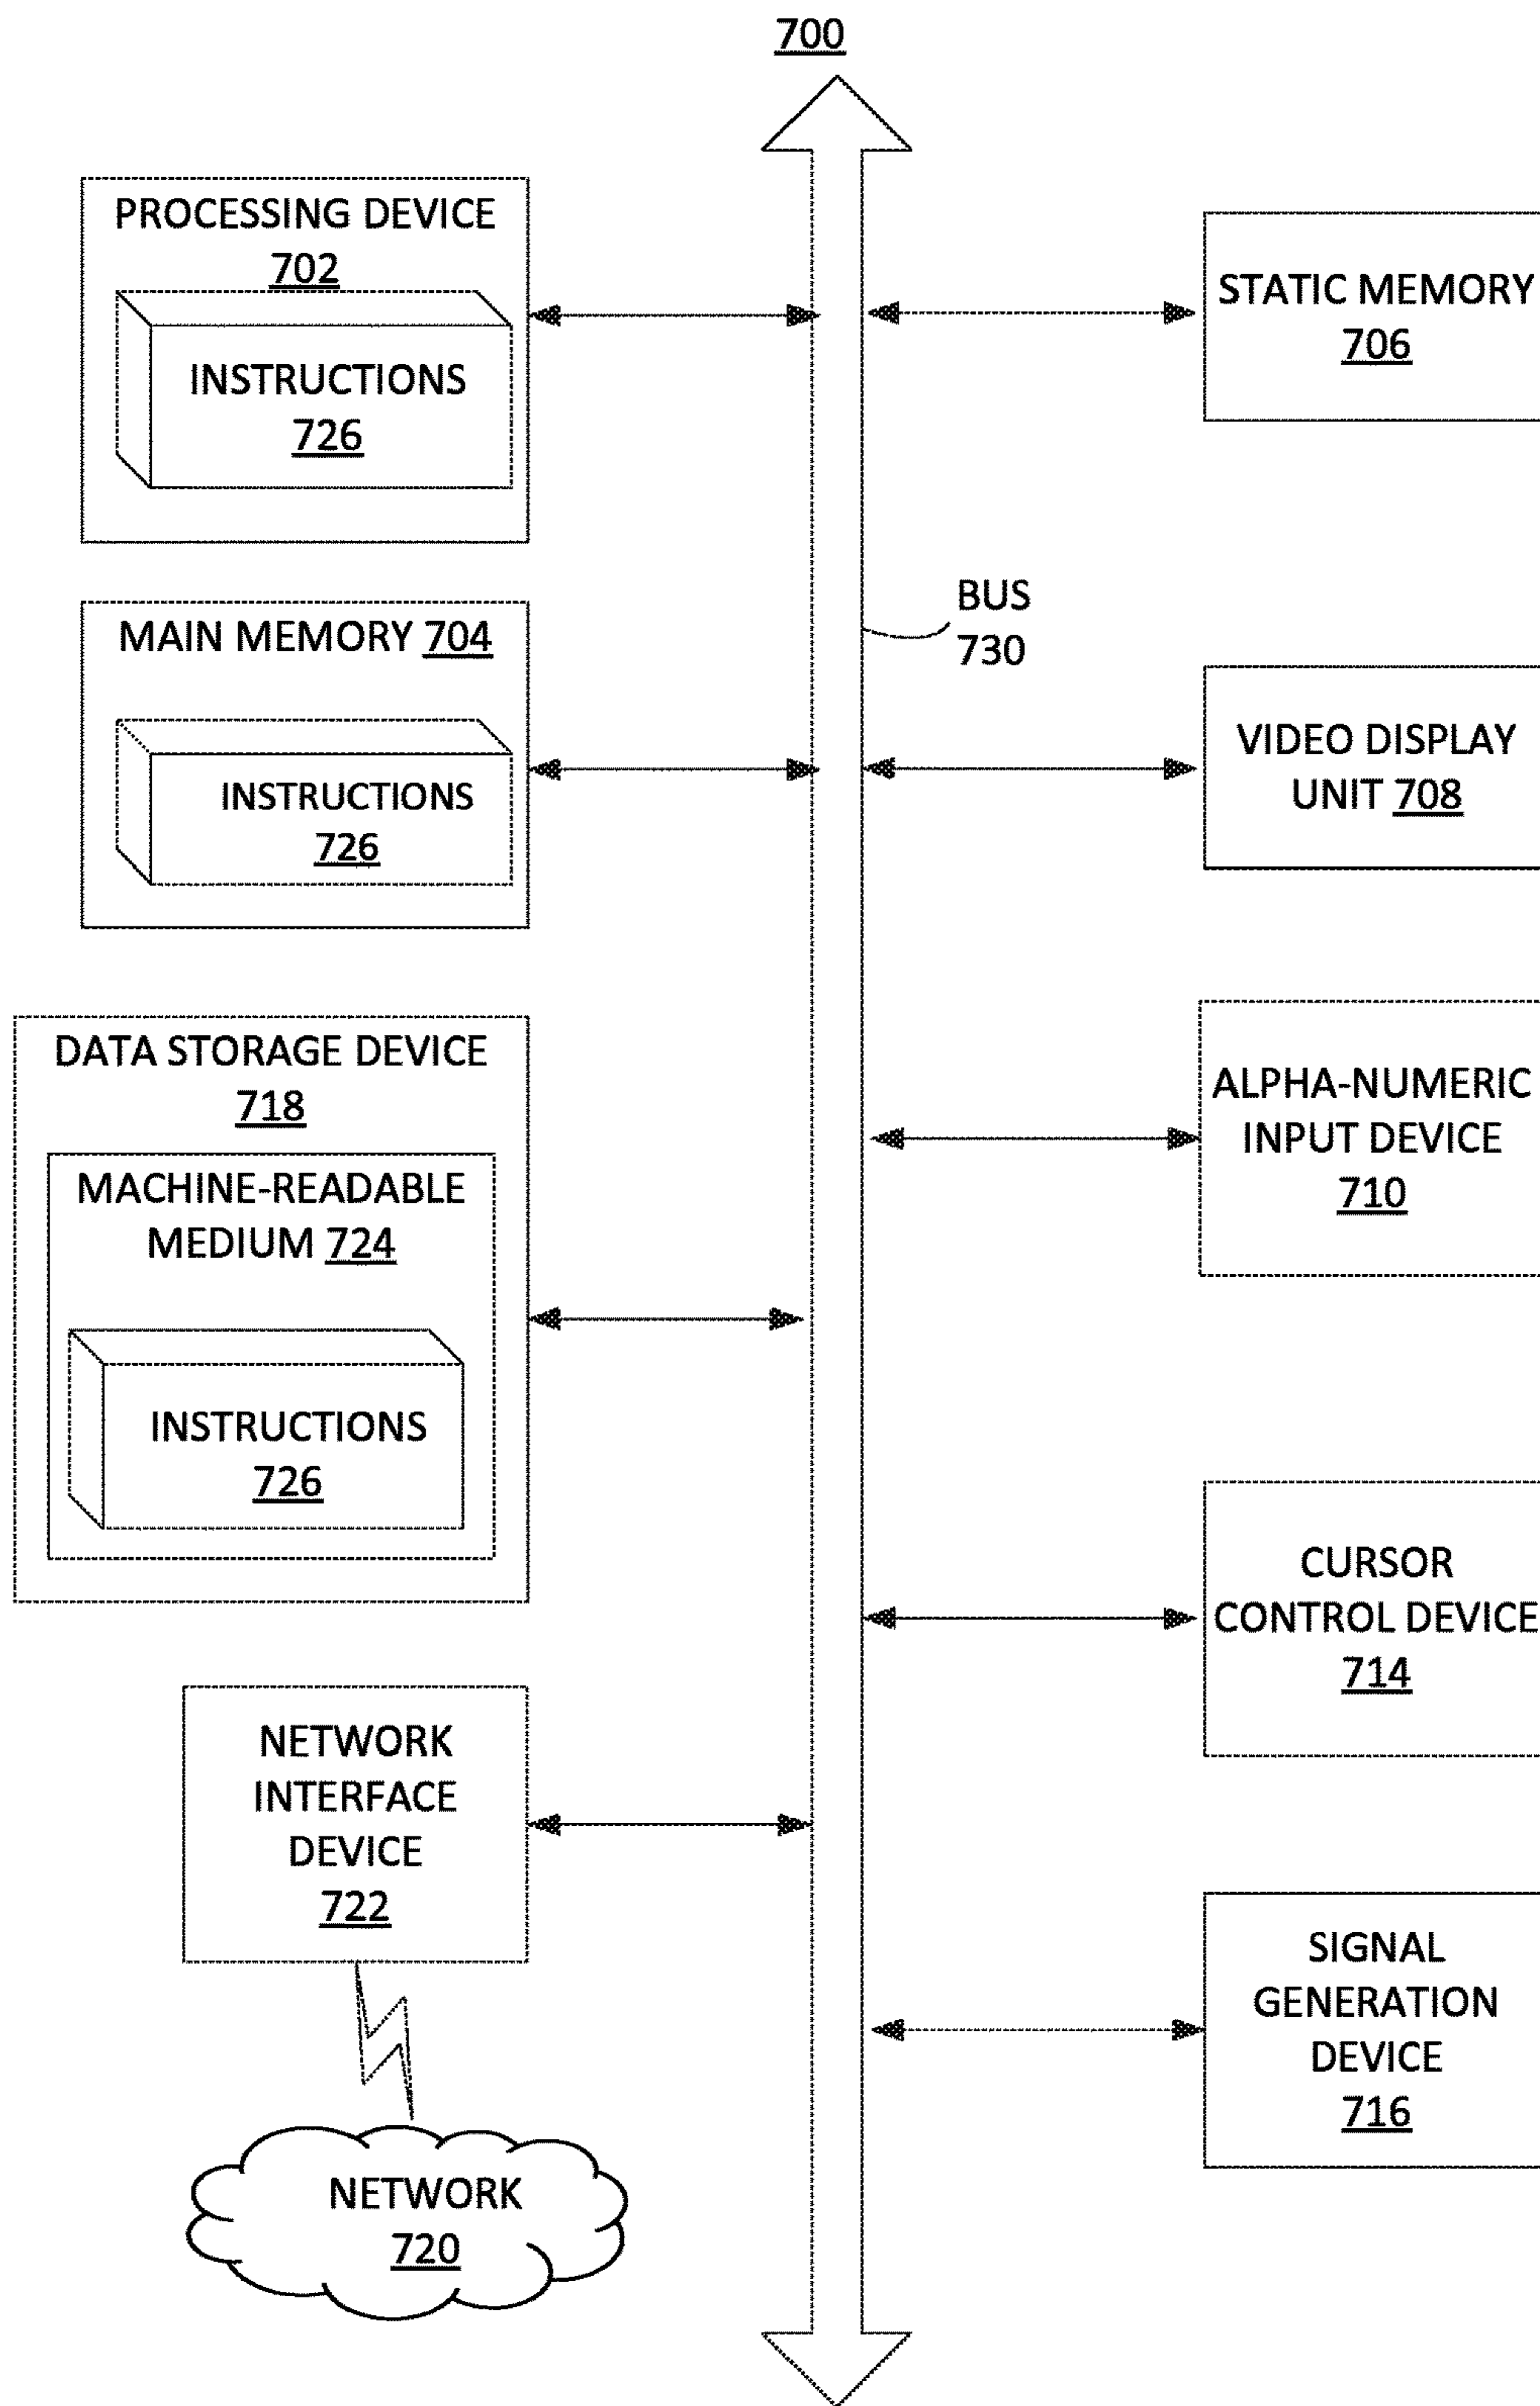 700
PROCESSING DEVICE
702
INSTRUCTIONS
726
MAIN MEMORY 704
INSTRUCTIONS
726
DATA STORAGE DEVICE
718
MACHINE-READABLE
MEDIUM 724
INSTRUCTIONS
726
NETWORK
INTERFACE
DEVICE
722
NETWORK
720
BUS
730
STATIC MEMORY
706
VIDEO DISPLAY
UNIT 708
ALPHA-NUMERIC
INPUT DEVICE
710
CURSOR
CONTROL DEVICE
714
SIGNAL
GENERATION
DEVICE
716